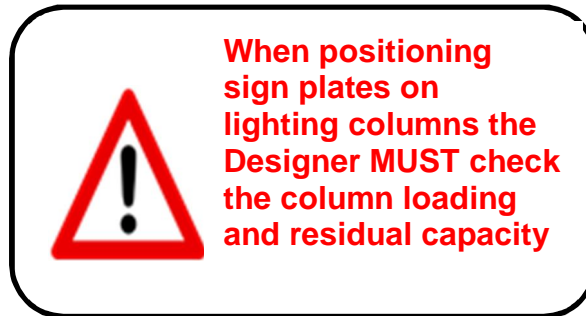 When positioning
sign plates on
lighting columns the
Designer MUST check
the column loading
and residual capacity